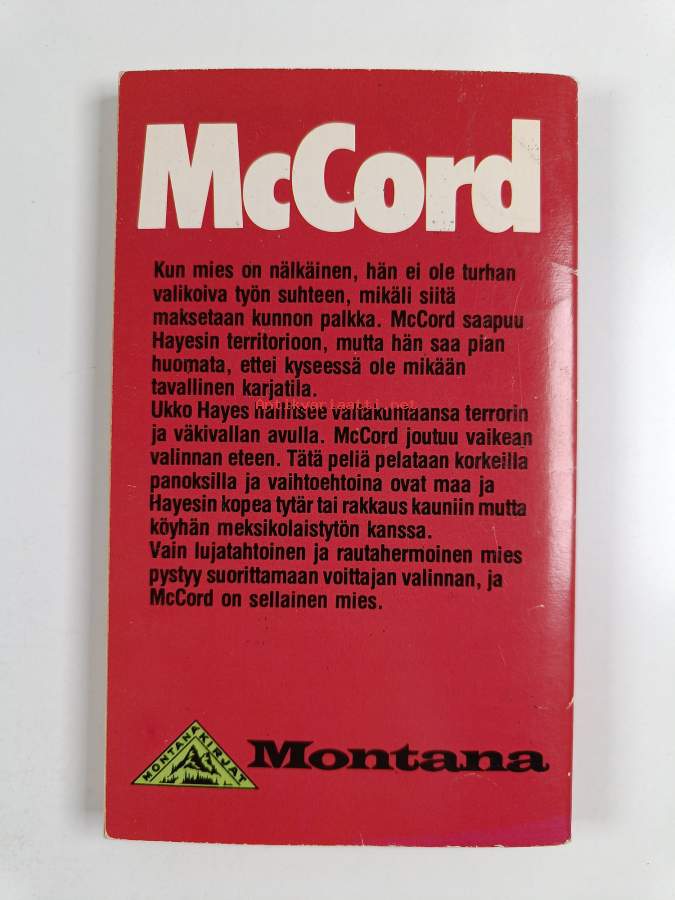 McCord
Kun mies on nälkäinen, hän ei ole turhan
valikoiva työn suhteen, mikäli siitä
maksetaan kunnon palkka. McCord saapuu
Hayesin territorioon, mutta hän saa pian
huomata, ettei kyseessä ole mikään
tavallinen karjatila.
Antikvariaatti.net
Ukko Hayes hallitsee valtakuntaansa terrorin
ja väkivallan avulla. McCord joutuu vaikean
valinnan eteen. Tätä peliä pelataan korkeilla
panoksilla ja vaihtoehtoina ovat maa ja
Hayesin kopea tytär tai rakkaus kauniin mutta
köyhän meksikolaistytön kanssa.
Vain lujatahtoinen ja rautahermoinen mies
pystyy suorittamaan voittajan valinnan, ja
McCord on sellainen mies.
MONTANA KIRJAT
Montana